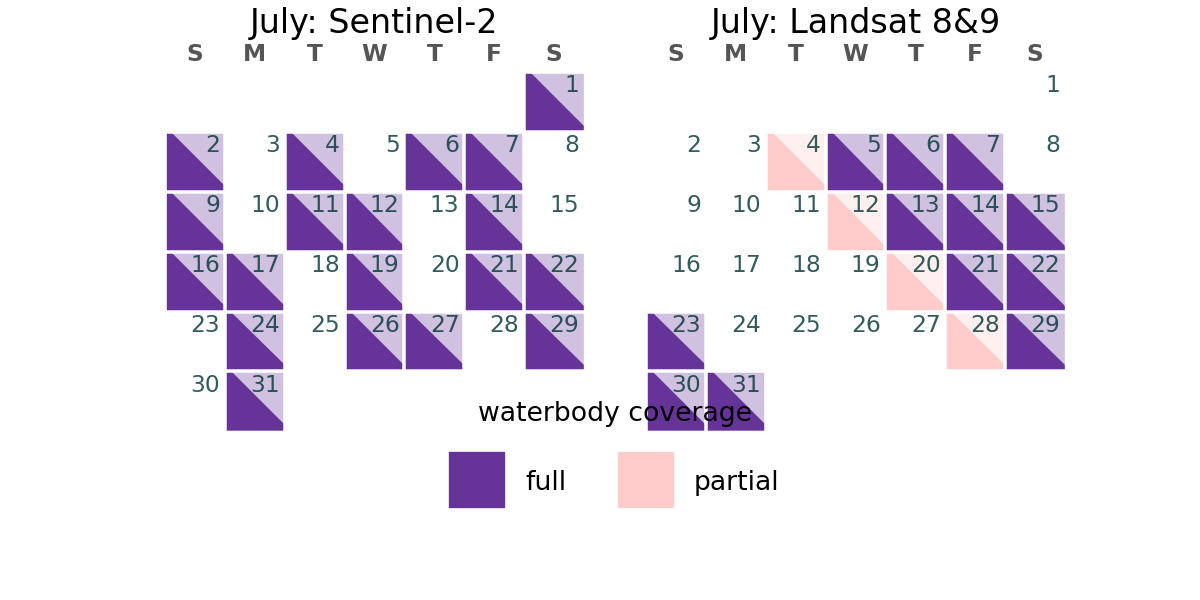 July: Sentinel-2
S M T W T F S
1
2 3 4 5 6 7 8
9 10 11 12 13 14 15
16 17 18 19 20 21 22
23 24 25 26 27 28 29
30 31
July: Landsat 8&9
S M T W T F S
1
2 3 4 5 6 7 8
9 10 11 12 13 14 15
16 17 18 19 20 21 22
23 24 25 26 27 28 29
30 31
waterbody coverage
full partial